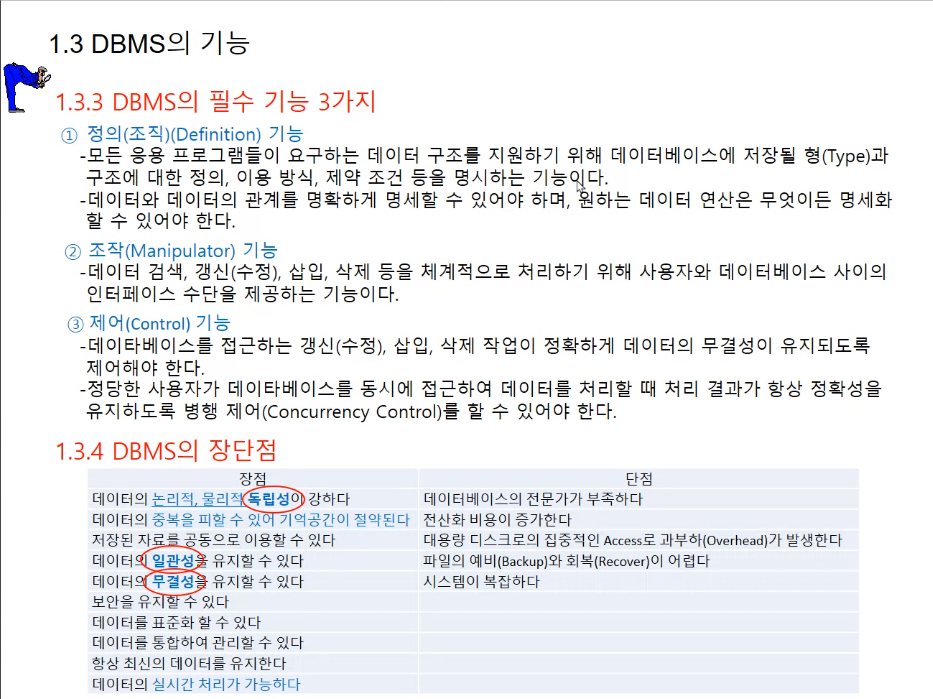 1.3 DBMS의 기능
1.3.3 DBMS의 필수 기능 3가지
① 정의(조직)(Definition) 기능
-모든 응용 프로그램들이 요구하는 데이터 구조를 지원하기 위해 데이터베이스에 저장될 형(Type)과
구조에 대한 정의, 이용 방식, 제약 조건 등을 명시하는 기능이다.
-데이터와 데이터의 관계를 명확하게 명세할 수 있어야 하며, 원하는 데이터 연산은 무엇이든 명세화
할 수 있어야 한다.
② 조작(Manipulator) 기능
-데이터 검색, 갱신(수정), 삽입, 삭제 등을 체계적으로 처리하기 위해 사용자와 데이터베이스 사이의
인터페이스 수단을 제공하는 기능이다.
③ 제어(Control) 기능
-데이타베이스를 접근하는 갱신(수정), 삽입, 삭제 작업이 정확하게 데이터의 무결성이 유지되도록
제어해야 한다.
-정당한 사용자가 데이타베이스를 동시에 접근하여 데이터를 처리할 때 처리 결과가 항상 정확성을
유지하도록 병행 제어(Concurrency Control)를 할 수 있어야 한다.
1.3.4 DBMS의 장단점
장점 단점
데이터의 논리적, 물리적 독립성이 강하다 데이터베이스의 전문가가 부족하다
데이터의 중복을 피할 수 있어 기억공간이 절약된다 전산화 비용이 증가한다
저장된 자료를 공동으로 이용할 수 있다 대용량 디스크로의 집중적인 Access로 과부하(Overhead)가 발생한다
데이터의 일관성을 유지할 수 있다 파일의 예비(Backup)와 회복(Recover)이 어렵다
데이터의 무결성을 유지할 수 있다 시스템이 복잡하다
보안을 유지할 수 있다
데이터를 표준화 할 수 있다
데이터를 통합하여 관리할 수 있다
항상 최신의 데이터를 유지한다
데이터의 실시간 처리가 가능하다